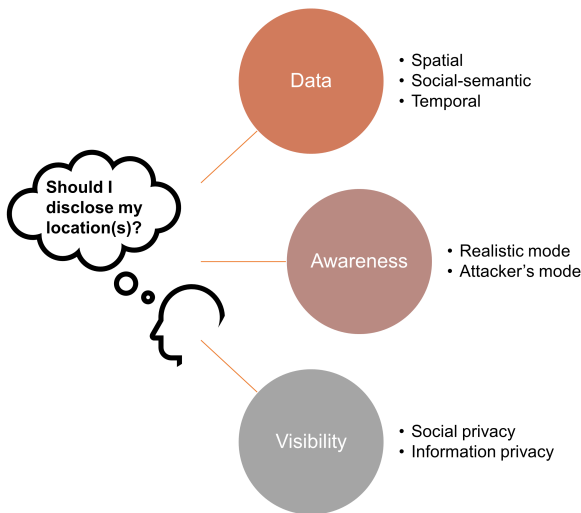 Data
• Spatial
• Social-semantic
• Temporal
Should I
disclose my
location(s)?
Awareness
• Realistic mode
• Attacker's mode
Visibility
• Social privacy
• Information privacy